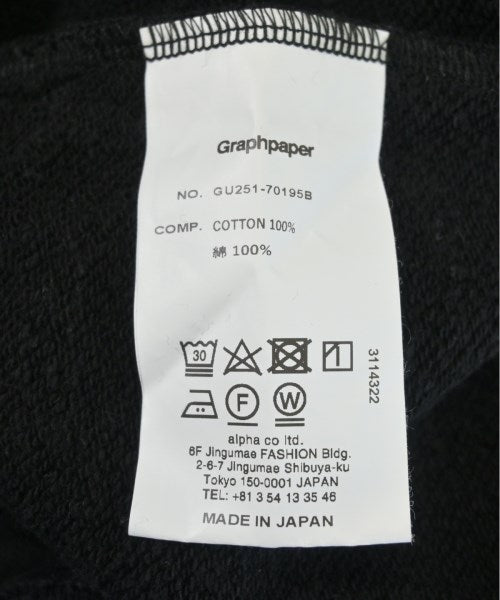 Graphpaper
NO. GU251-70195B
COMP. COTTON 100%
綿 100%
30
F W
3114322
alpha co ltd.
6F Jingumae FASHION Bldg.
2-6-7 Jingumae Shibuya-ku
Tokyo 150-0001 JAPAN
TEL: +81 3 54 13 35 46
MADE IN JAPAN